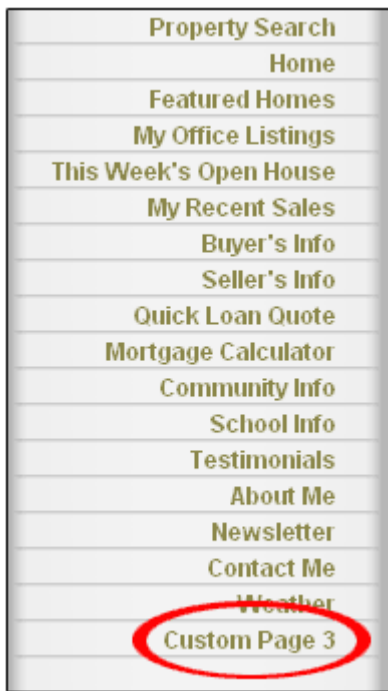 Property Search
Home
Featured Homes
My Office Listings
This Week's Open House
My Recent Sales
Buyer's Info
Seller's Info
Quick Loan Quote
Mortgage Calculator
Community Info
School Info
Testimonials
About Me
Newsletter
Contact Me
Weather
Custom Page 3